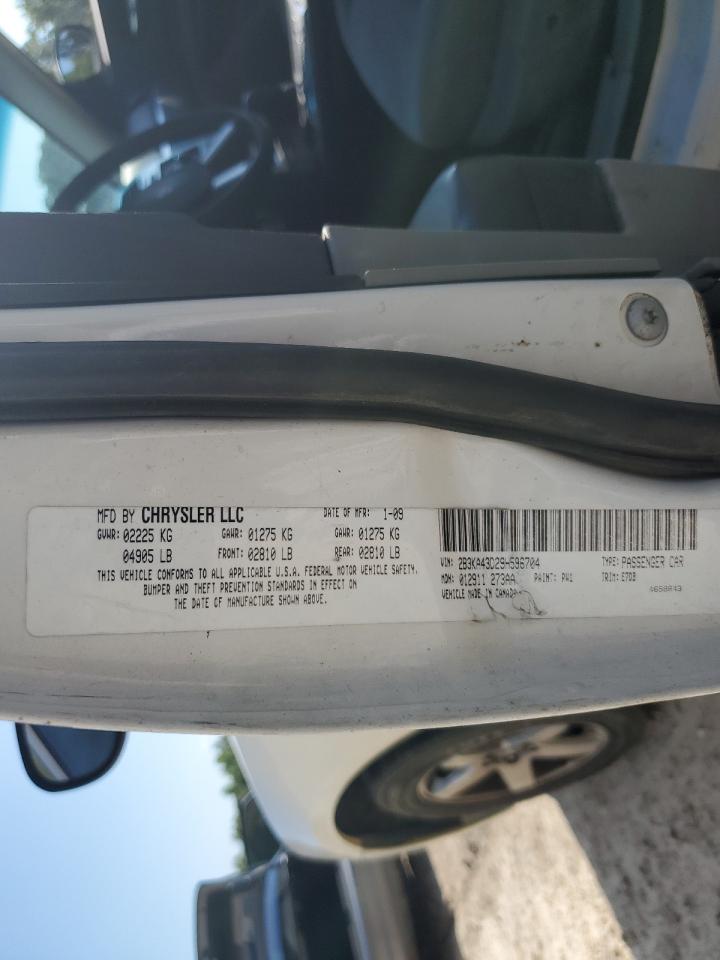 MFD BY CHRYSLER LLC DATE OF MFR: 1-09
GVWR: 02225 KG GAWR: 01275 KG GAWR: 01275 KG
04905 LB FRONT: 02810 LB REAR: 02810 LB
THIS VEHICLE CONFORMS TO ALL APPLICABLE U.S.A. FEDERAL MOTOR VEHICLE SAFETY,
BUMPER AND THEFT PREVENTION STANDARDS IN EFFECT ON
THE DATE OF MANUFACTURE SHOWN ABOVE.
VIN: 2B3KA43D29H596704 TYPE: PASSENGER CAR
MDH: 012911 273AA PAINT: PW1 TRIM: E7DB
VEHICLE MADE IN CANADA